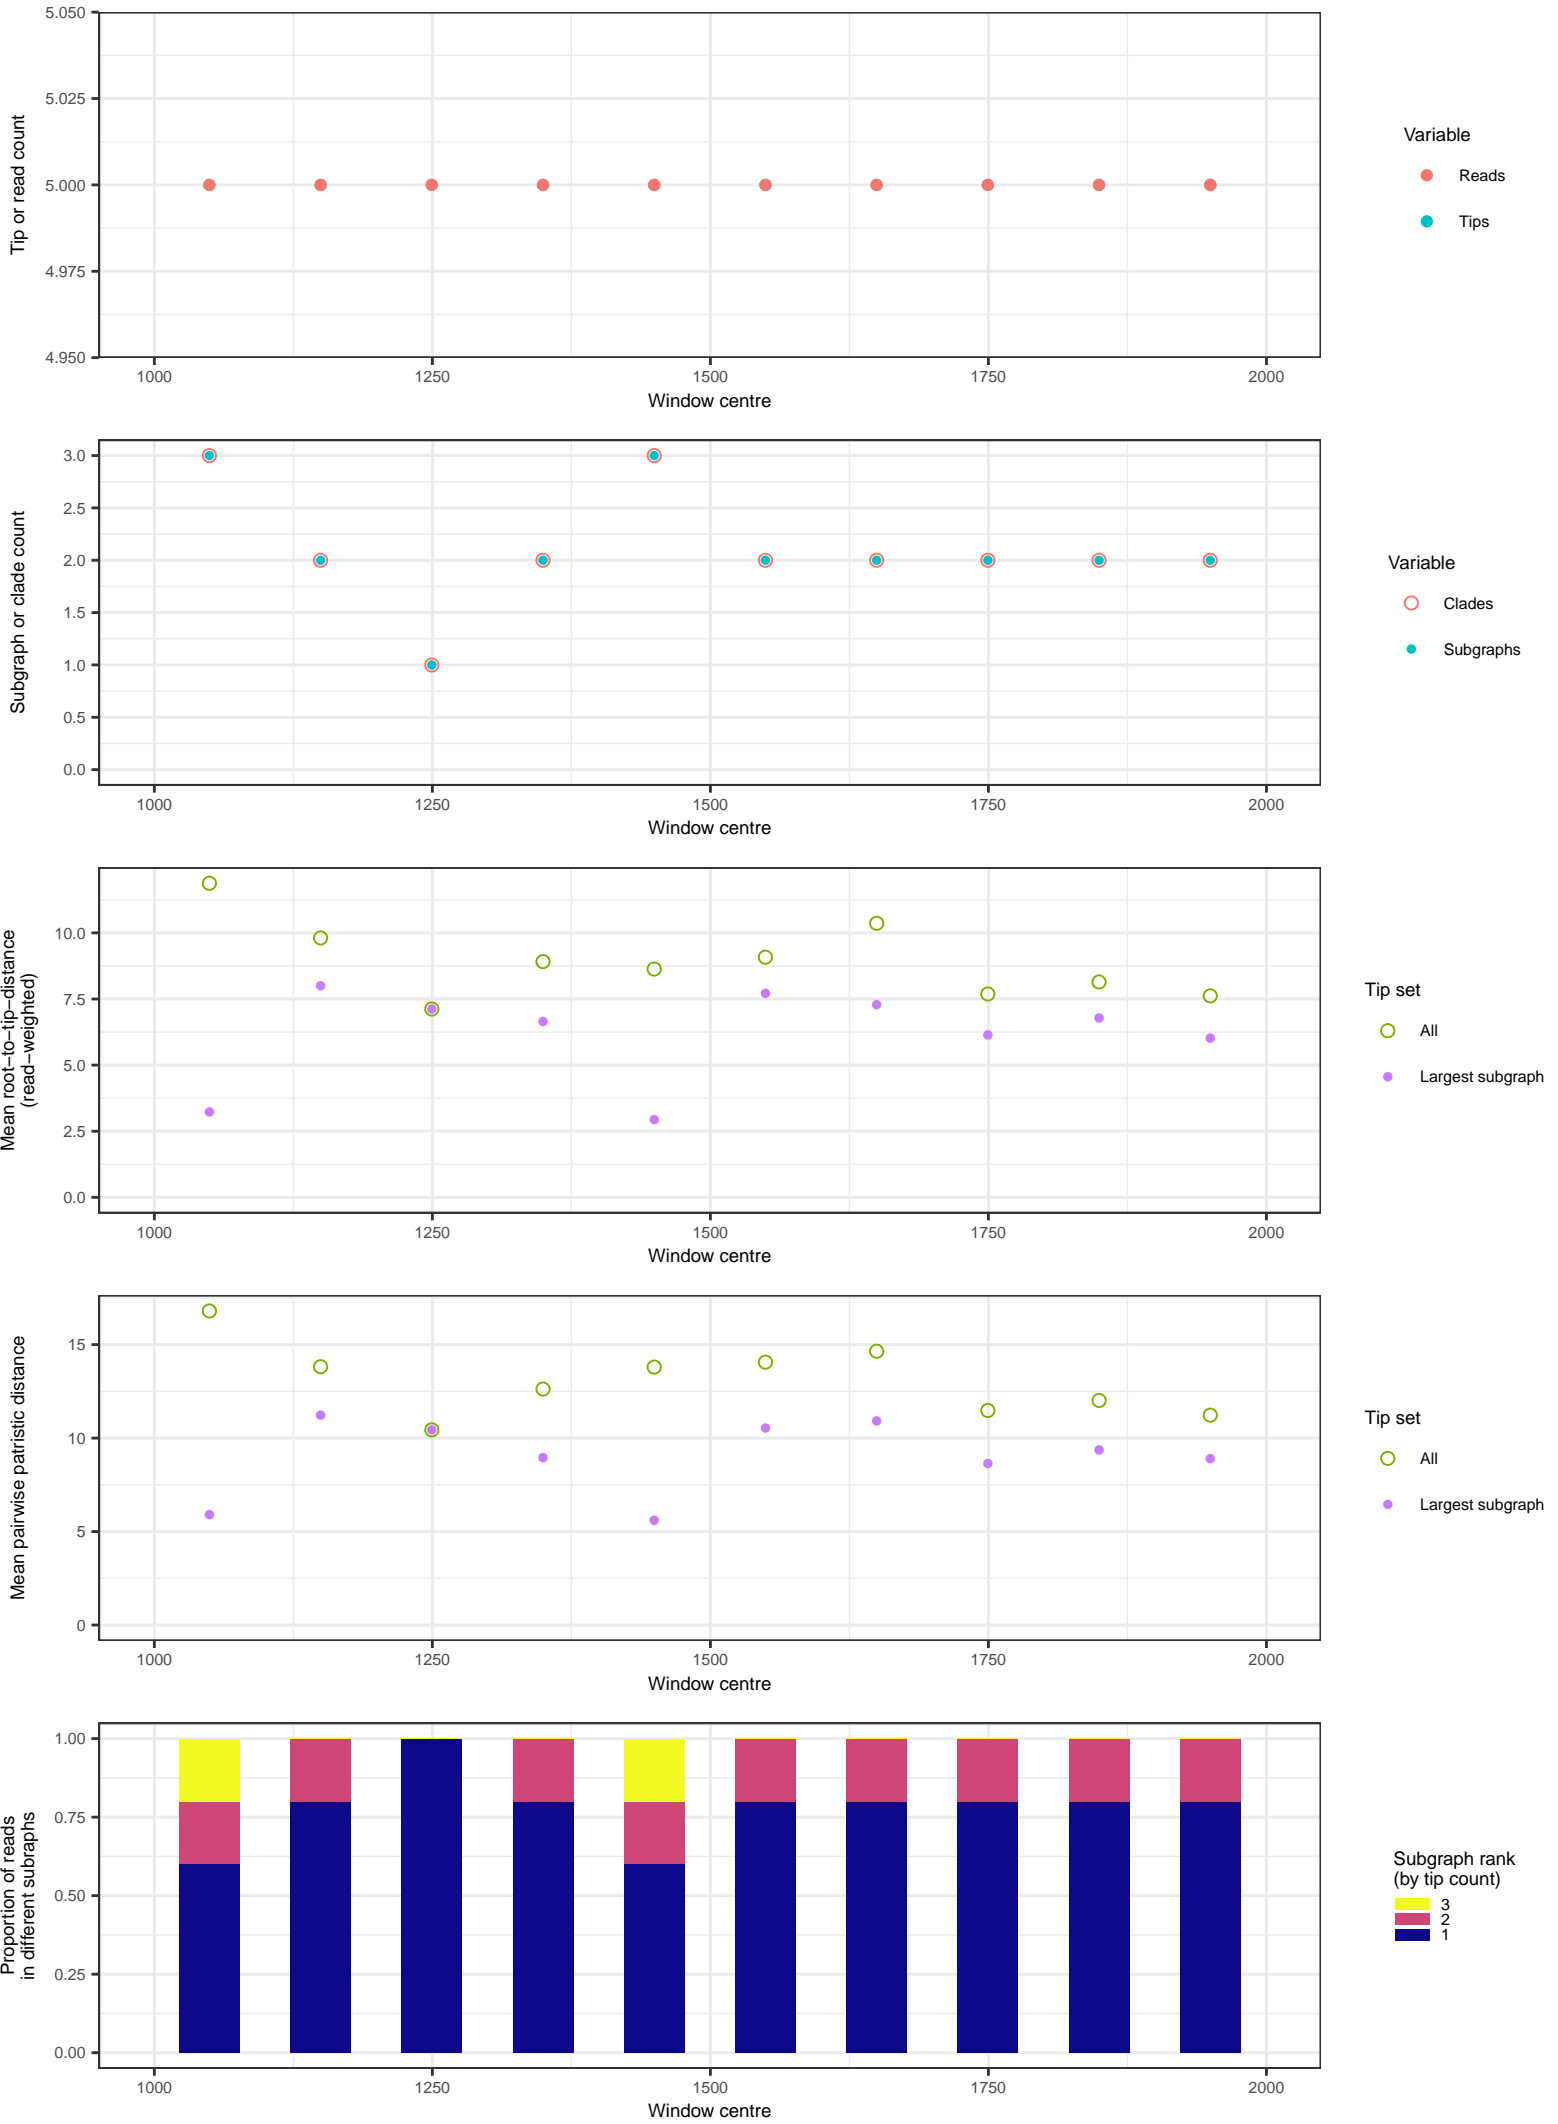 5.050
5.025
5.000
4.975
4.950
Tip or read count
1000 1250 1500 1750 2000
Window centre
Variable
Reads
Tips
3.0
2.5
2.0
1.5
1.0
0.5
0.0
Subgraph or clade count
1000 1250 1500 1750 2000
Window centre
Variable
Clades
Subgraphs
10.0
7.5
5.0
2.5
0.0
Mean root−to−tip−distance
(read−weighted)
1000 1250 1500 1750 2000
Window centre
Tip set
All
Largest subgraph
15
10
5
0
Mean pairwise patristic distance
1000 1250 1500 1750 2000
Window centre
Tip set
All
Largest subgraph
1.00
0.75
0.50
0.25
0.00
Proportion of reads
in different subraphs
1000 1250 1500 1750 2000
Window centre
Subgraph rank
(by tip count)
3
2
1